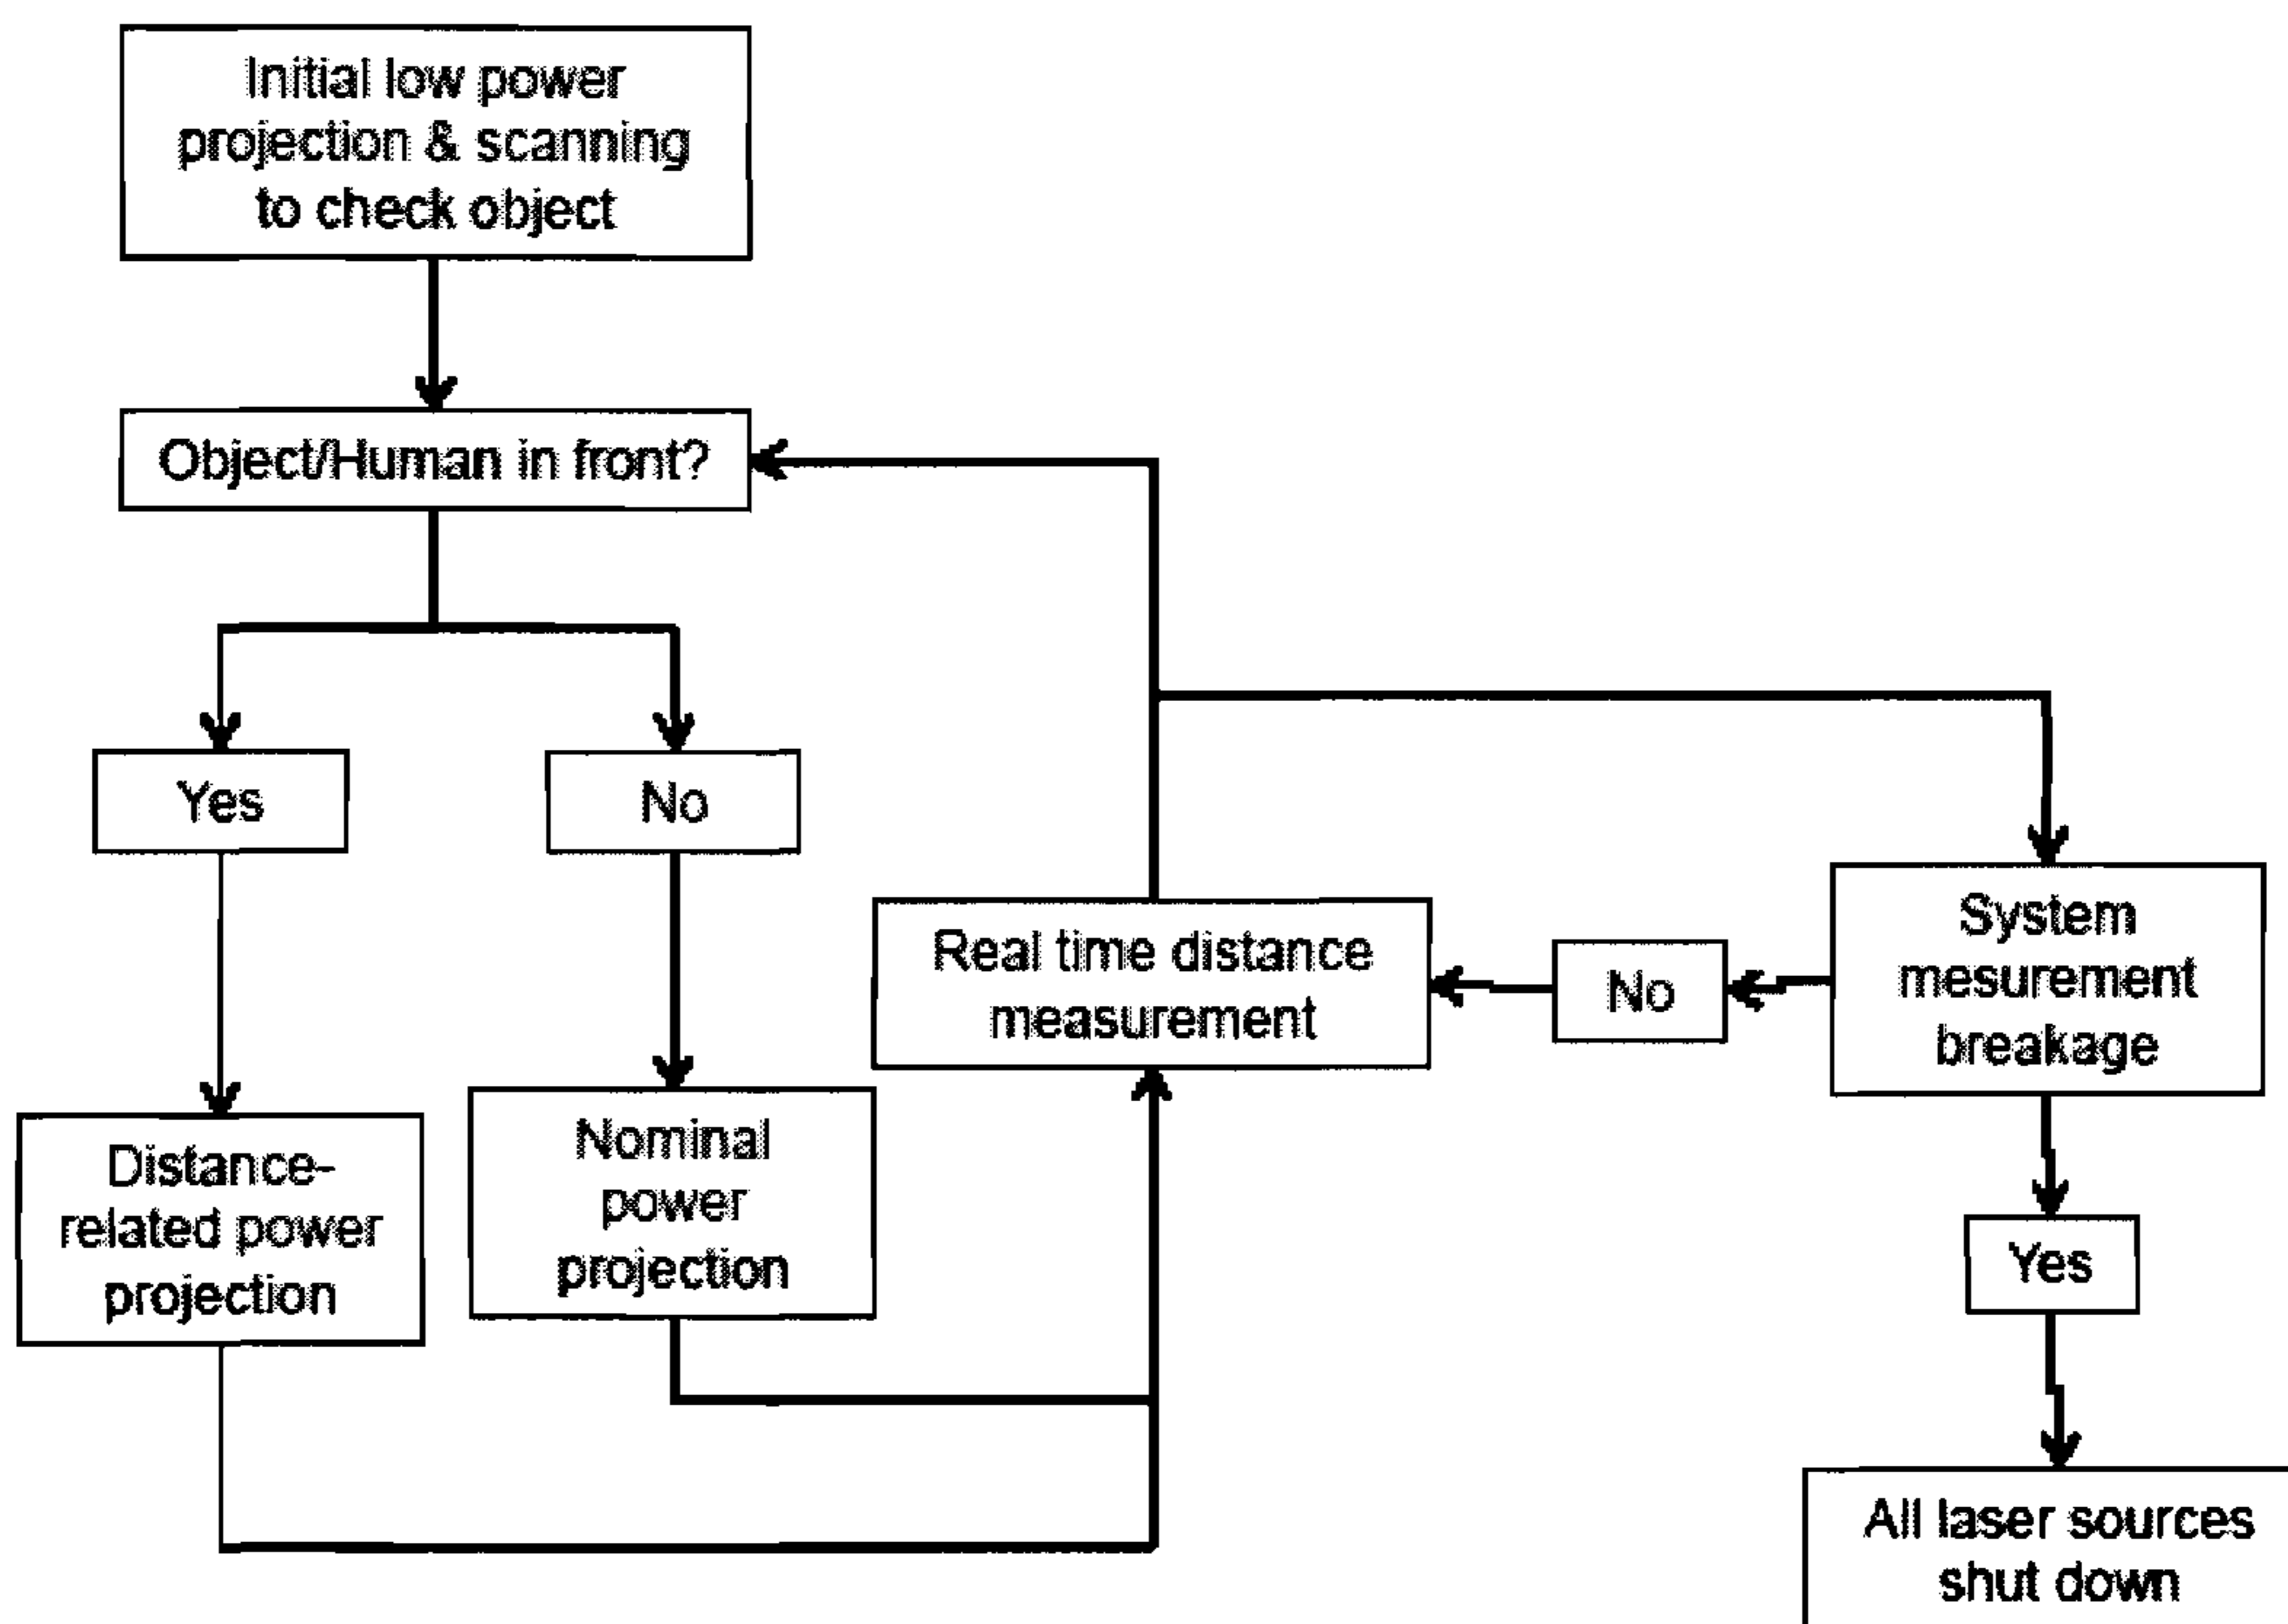 Initial low power
projection & scanning
to check object
Object/Human in front?
Yes
No
Distance-
related power
projection
Nominal
power
projection
Real time distance
measurement
No
System
mesurement
breakage
Yes
All laser sources
shut down